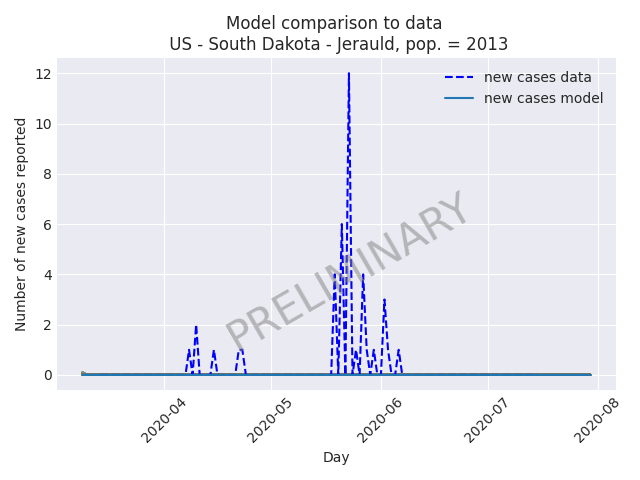 Model comparison to data
US - South Dakota - Jerauld, pop. = 2013
new cases data
new cases model
Number of new cases reported
12
10
8
6
4
2
0
PRELIMINARY
2020-04
2020-05
2020-06
2020-07
2020-08
Day